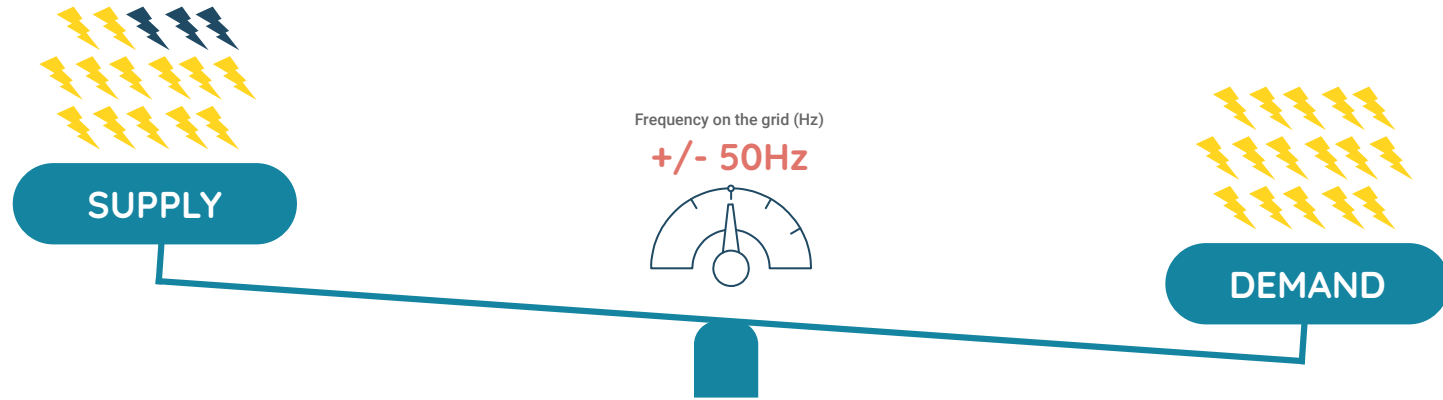 Frequency on the grid (Hz)
+/- 50Hz
SUPPLY
DEMAND